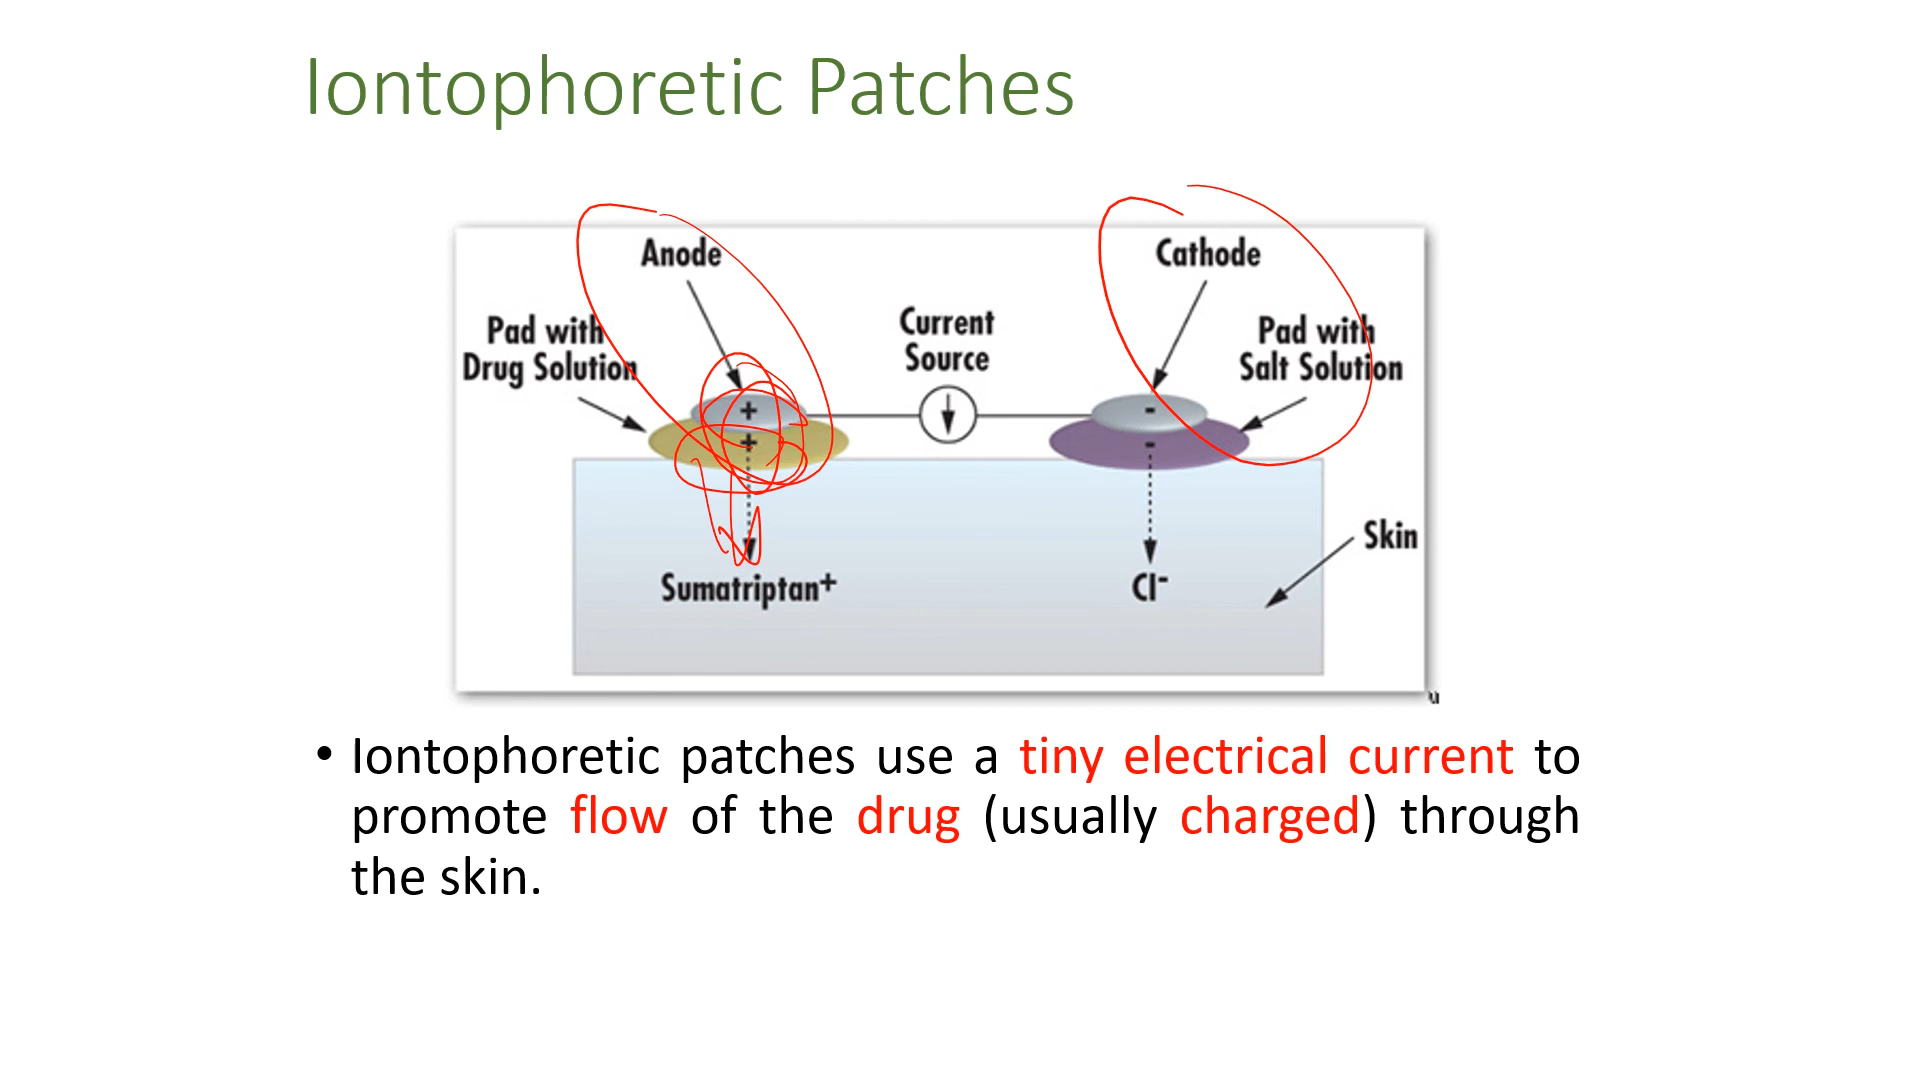 Iontophoretic Patches
Anode
Cathode
Pad with
Drug Solution
Current
Source
Pad with
Salt Solution
+
-
+
-
Skin
Sumatriptan+
Cl-
u
• Iontophoretic patches use a tiny electrical current to
promote flow of the drug (usually charged) through
the skin.